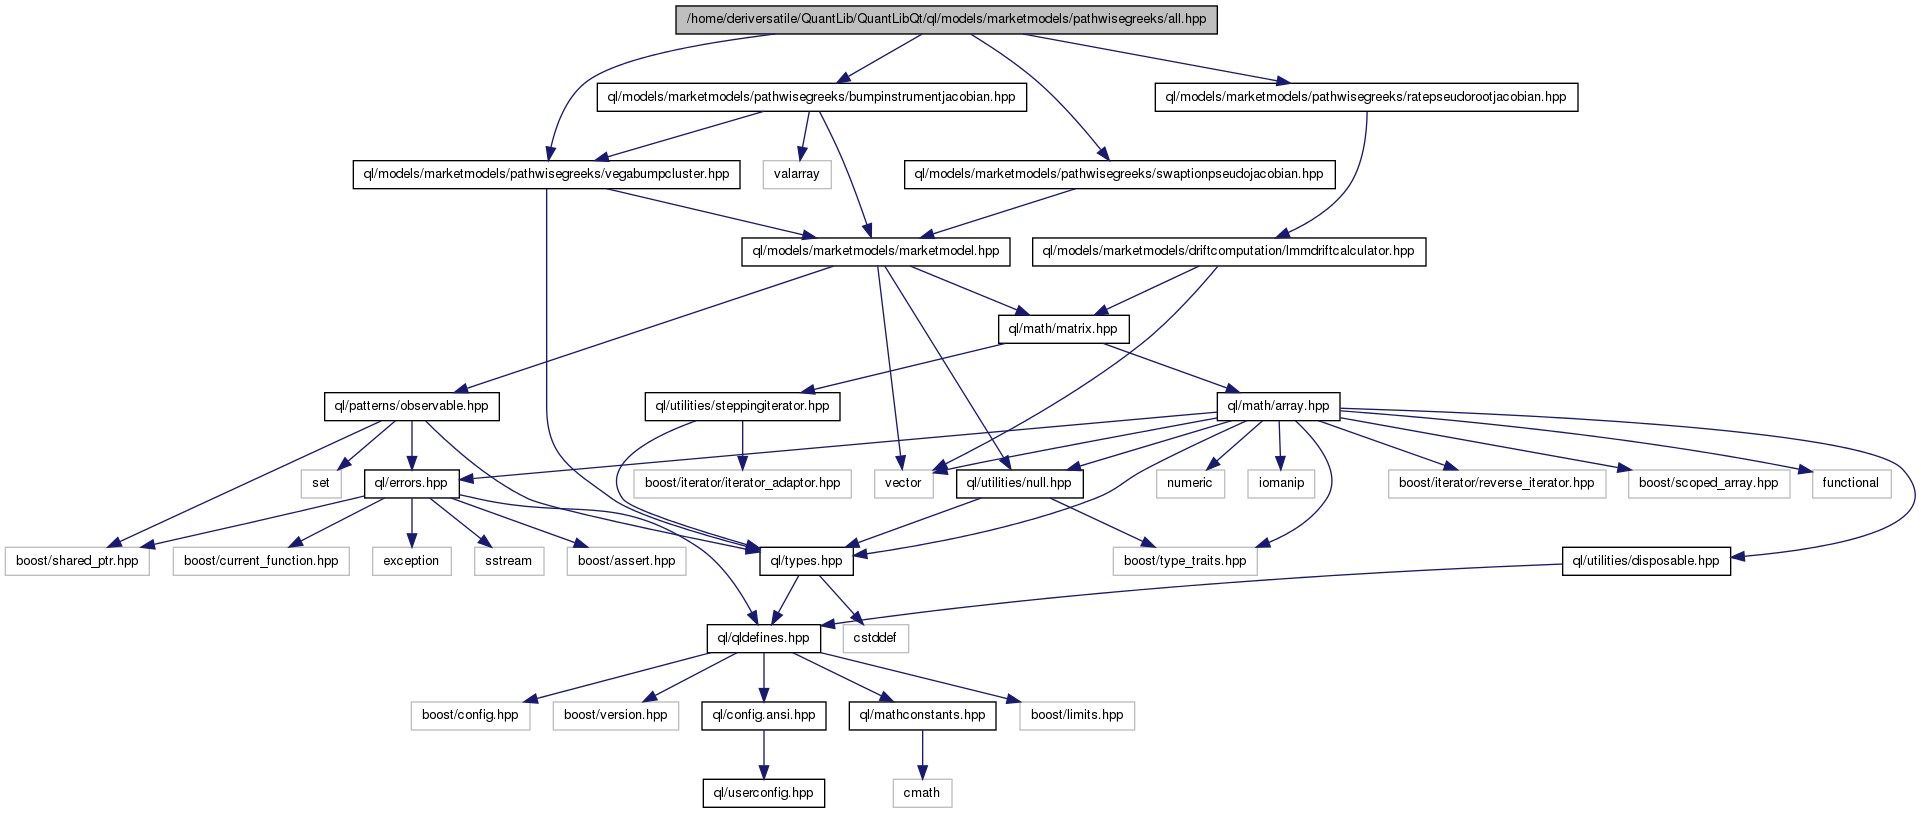 /home/deriversatile/QuantLib/QuantLibQt/ql/models/marketmodels/pathwisegreeks/all.hpp
ql/models/marketmodels/pathwisegreeks/bumpinstrumentjacobian.hpp
ql/models/marketmodels/pathwisegreeks/ratepseudorootjacobian.hpp
ql/models/marketmodels/pathwisegreeks/vegabumpcluster.hpp
valarray
ql/models/marketmodels/pathwisegreeks/swaptionpseudojacobian.hpp
ql/models/marketmodels/marketmodel.hpp
ql/models/marketmodels/driftcomputation/lmmdriftcalculator.hpp
ql/math/matrix.hpp
ql/patterns/observable.hpp
ql/utilities/steppingiterator.hpp
ql/math/array.hpp
set
ql/errors.hpp
boost/iterator/iterator_adaptor.hpp
vector
ql/utilities/null.hpp
numeric
iomanip
boost/iterator/reverse_iterator.hpp
boost/scoped_array.hpp
functional
boost/shared_ptr.hpp
boost/current_function.hpp
exception
sstream
boost/assert.hpp
ql/types.hpp
boost/type_traits.hpp
ql/utilities/disposable.hpp
ql/qldefines.hpp
cstddef
boost/config.hpp
boost/version.hpp
ql/config.ansi.hpp
ql/mathconstants.hpp
boost/limits.hpp
ql/userconfig.hpp
cmath